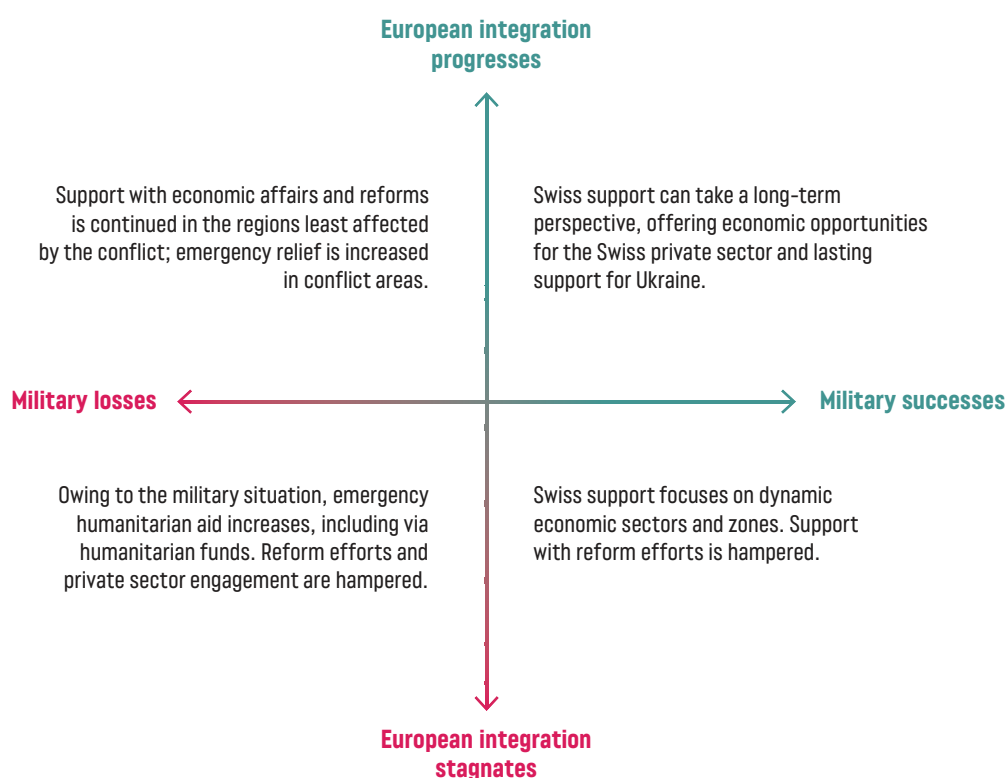 European integration
progresses
Support with economic affairs and reforms
is continued in the regions least affected
by the conflict; emergency relief is increased
in conflict areas.
Swiss support can take a long-term
perspective, offering economic opportunities
for the Swiss private sector and lasting
support for Ukraine.
Military losses
Military successes
Owing to the military situation, emergency
humanitarian aid increases, including via
humanitarian funds. Reform efforts and
private sector engagement are hampered.
Swiss support focuses on dynamic
economic sectors and zones. Support
with reform efforts is hampered.
European integration
stagnates